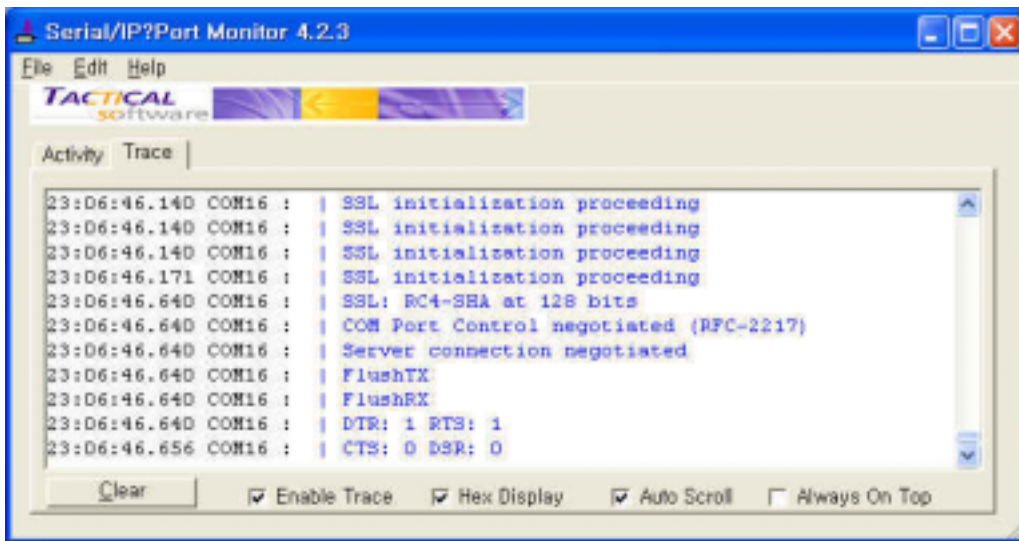 Serial/IP?Port Monitor 4.2.3
File Edit Help
TACTICAL
software
Activity Trace
23:06:46.140 COM16 : | SSL initialization proceeding
23:06:46.140 COM16 : | SSL initialization proceeding
23:06:46.140 COM16 : | SSL initialization proceeding
23:06:46.171 COM16 : | SSL initialization proceeding
23:06:46.640 COM16 : | SSL: RC4-SHA at 128 bits
23:06:46.640 COM16 : | COM Port Control negotiated (RFC-2217)
23:06:46.640 COM16 : | Server connection negotiated
23:06:46.640 COM16 : | FlushTX
23:06:46.640 COM16 : | FlushRX
23:06:46.640 COM16 : | DTR: 1 RTS: 1
23:06:46.656 COM16 : | CTS: 0 DSR: 0
Clear Enable Trace Hex Display Auto Scroll Always On Top